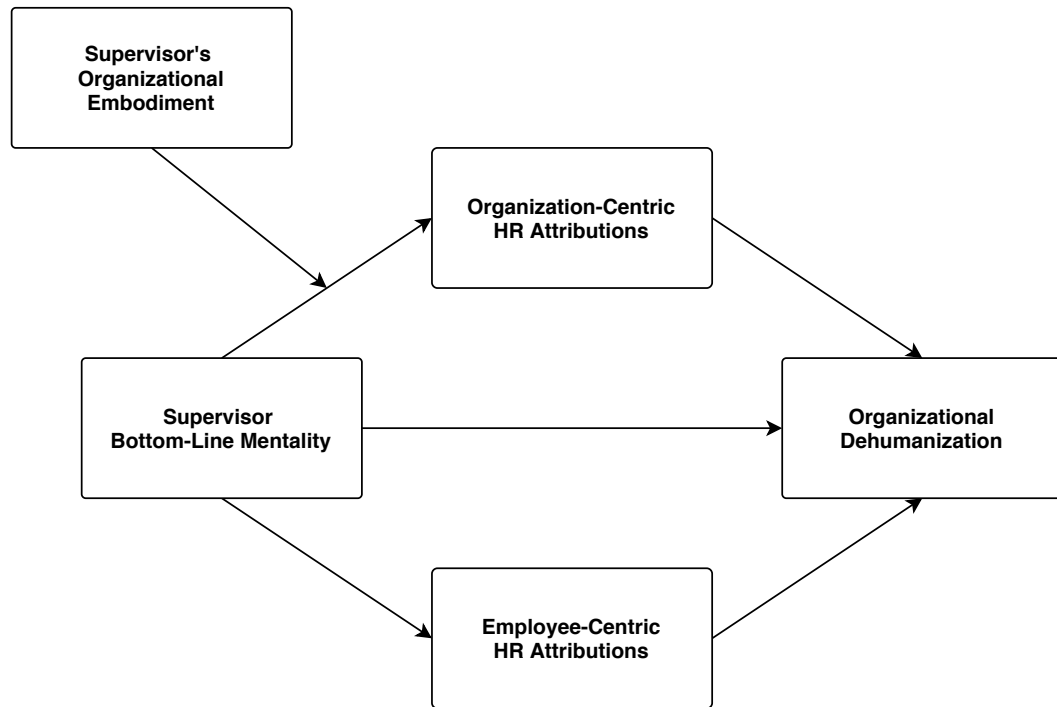 Supervisor's
Organizational
Embodiment
Organization-Centric
HR Attributions
Supervisor
Bottom-Line Mentality
Organizational
Dehumanization
Employee-Centric
HR Attributions